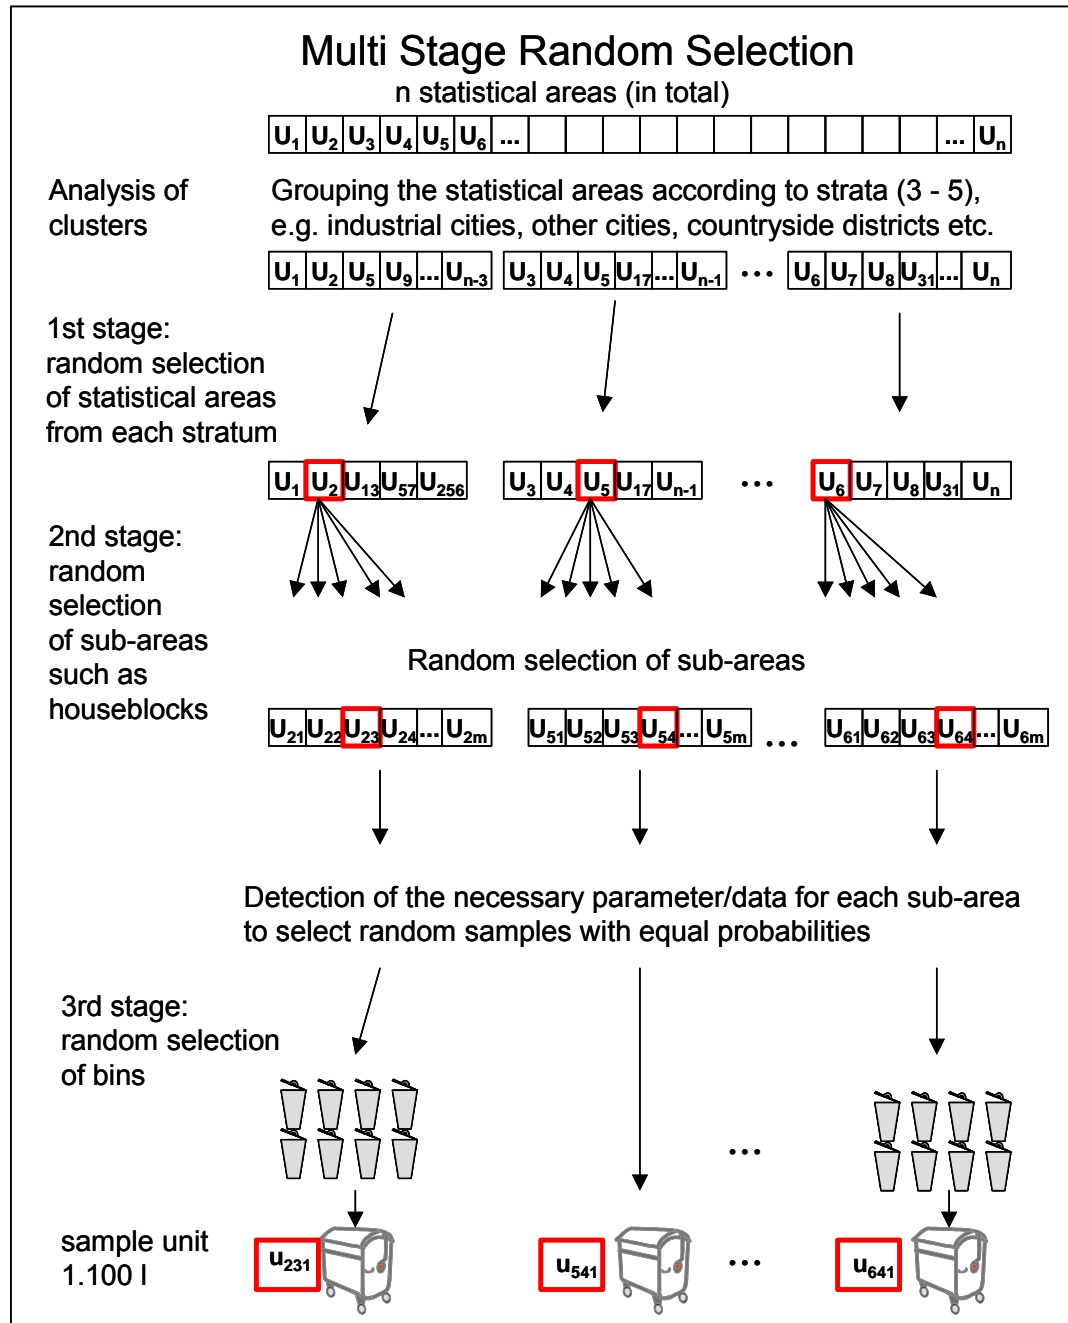 Multi Stage Random Selection
n statistical areas (in total)
U1 U2 U3 U4 U5 U6 ... ... Un
Analysis of
clusters
Grouping the statistical areas according to strata (3 - 5),
e.g. industrial cities, other cities, countryside districts etc.
U1 U2 U5 U9 ... Un-3 U3 U4 U5 U17 ... Un-1 ... U6 U7 U8 U31 ... Un
1st stage:
random selection
of statistical areas
from each stratum
U1 U2 U13 U57 U256 U3 U4 U5 U17 Un-1 ... U6 U7 U8 U31 Un
2nd stage:
random
selection
of sub-areas
such as
houseblocks
Random selection of sub-areas
U21 U22 U23 U24 ... U2m U51 U52 U53 U54 ... U5m ... U61 U62 U63 U64 ... U6m
Detection of the necessary parameter/data for each sub-area
to select random samples with equal probabilities
3rd stage:
random selection
of bins
...
sample unit
1.100 l
u231 u541 ... u641